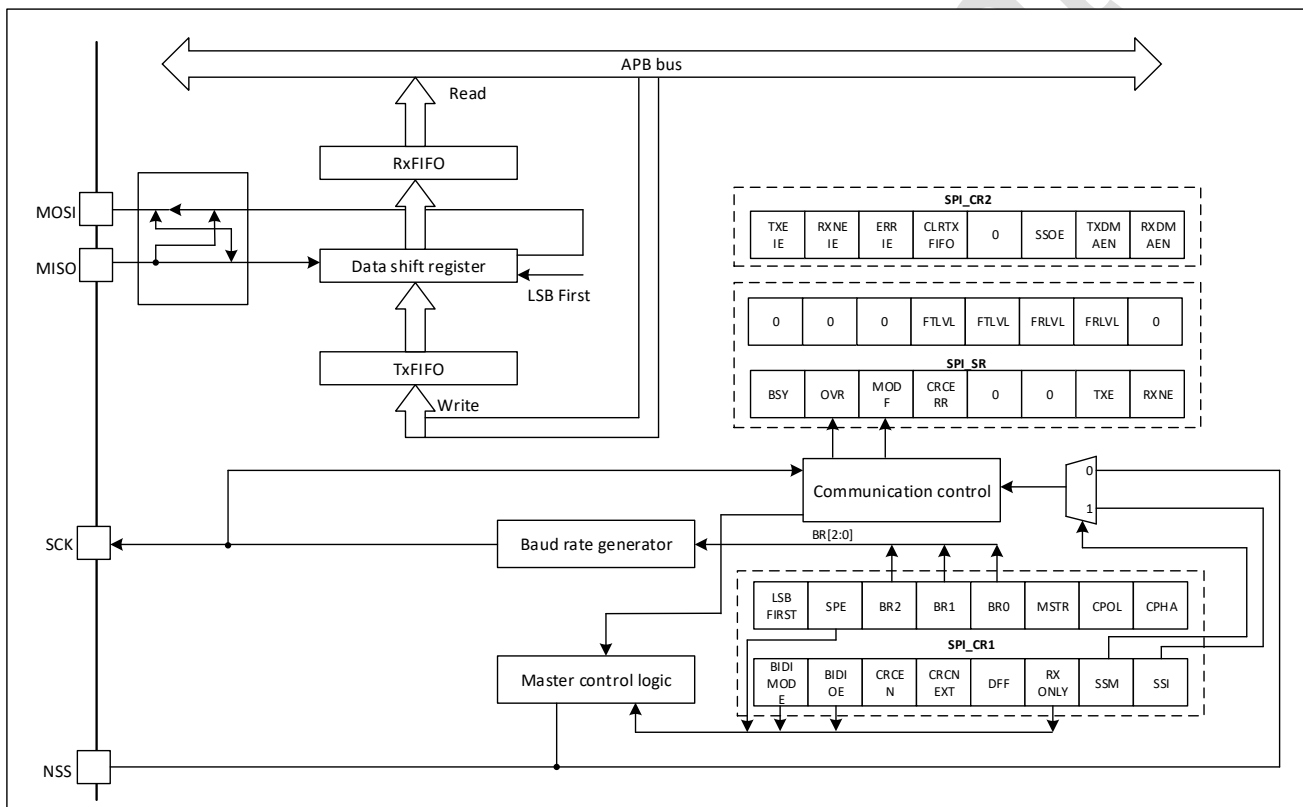 APB bus
Read
RxFIFO
MOSI
MISO
Data shift register
LSB First
TxFIFO
Write
SPI_CR2
TXE
IE
RXNE
IE
ERR
IE
CLRTX
FIFO
0
SSOE
TXDM
AEN
RXDM
AEN
0
0
0
FTLVL
FTLVL
FRLVL
FRLVL
0
SPI_SR
BSY
OVR
MOD
F
CRCE
RR
0
0
TXE
RXNE
Communication control
0
1
SCK
Baud rate generator
BR[2:0]
LSB
FIRST
SPE
BR2
BR1
BR0
MSTR
CPOL
CPHA
SPI_CR1
Master control logic
BIDI
MOD
E
BIDI
OE
CRCE
N
CRCN
EXT
DFF
RX
ONLY
SSM
SSI
NSS